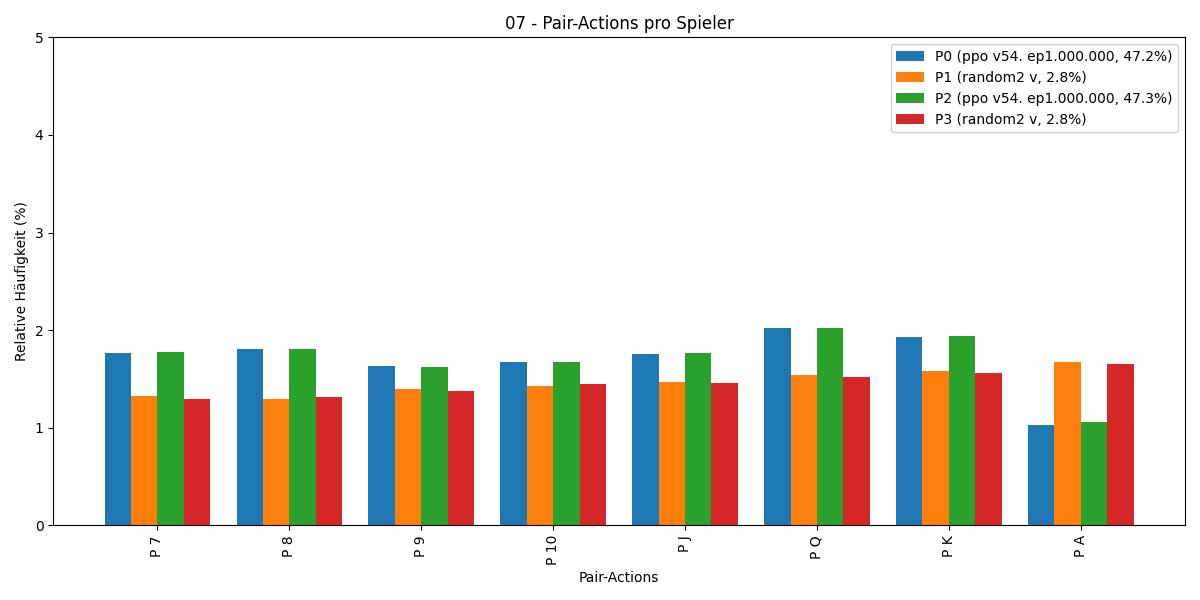 07 - Pair-Actions pro Spieler
P0 (ppo v54. ep1.000.000, 47.2%)
P1 (random2 v, 2.8%)
P2 (ppo v54. ep1.000.000, 47.3%)
P3 (random2 v, 2.8%)
Relative Häufigkeit (%)
5
4
3
2
1
0
P 7
P 8
P 9
P 10
P J
P Q
P K
P A
Pair-Actions